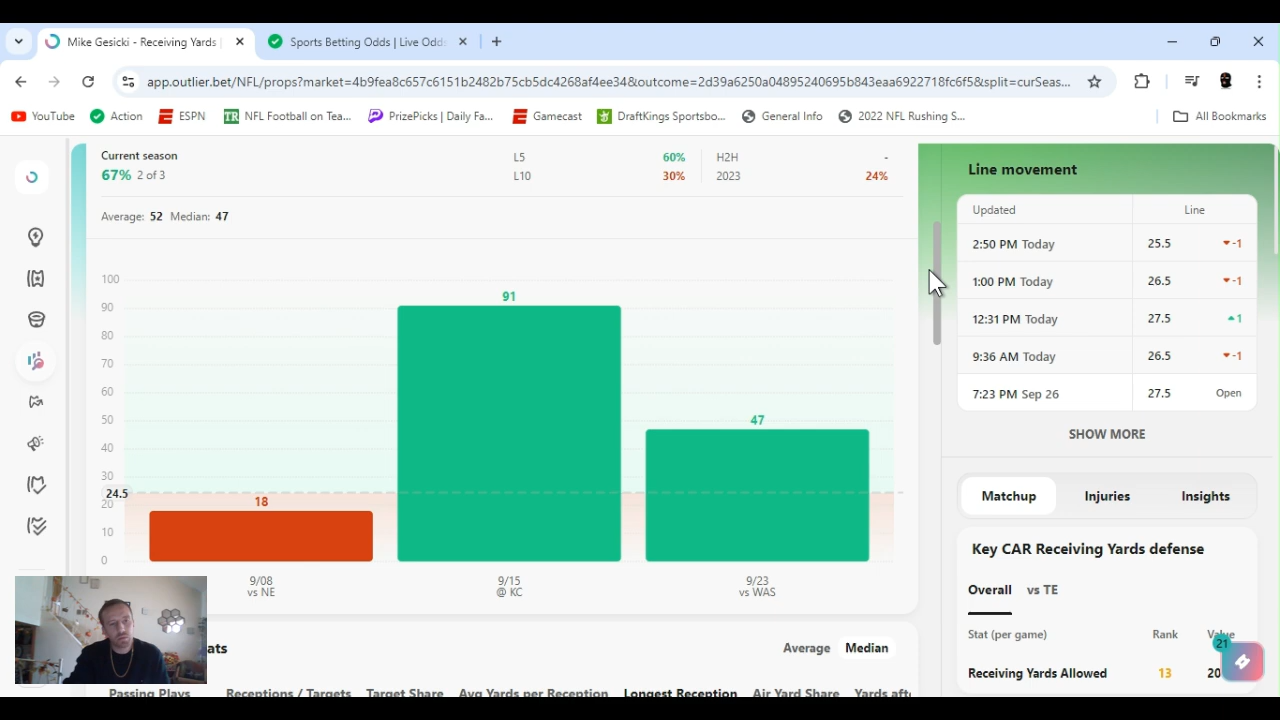 Mike Gesicki - Receiving Yards
Sports Betting Odds | Live Odd
app.outlier.bet/NFL/props?market=4b9fea8c657c6151b2482b75cb5dc4268af4ee34&outcome=2d39a6250a04895240695b843eaa6922718fc6f5&split=curSeas...
YouTube
Action
ESPN
NFL Football on Tea...
PrizePicks | Daily Fa...
Gamecast
DraftKings Sportsbo...
General Info
2022 NFL Rushing S...
All Bookmarks
Current season
67% 2 of 3
L5 60%
L10 30%
H2H -
2023 24%
Average: 52 Median: 47
100
90
80
70
60
50
40
30
24.5
20
10
0
18
91
47
9/08
vs NE
9/15
@ KC
9/23
vs WAS
ats
Average Median
Passing Plays Receptions / Targets Target Share Avg Yards per Reception Longest Reception Air Yard Share Yards afte
Line movement
Updated Line
2:50 PM Today 25.5 -1
1:00 PM Today 26.5 -1
12:31 PM Today 27.5 1
9:36 AM Today 26.5 -1
7:23 PM Sep 26 27.5 Open
SHOW MORE
Matchup Injuries Insights
Key CAR Receiving Yards defense
Overall vs TE
Stat (per game) Rank Value
21
Receiving Yards Allowed 13 20